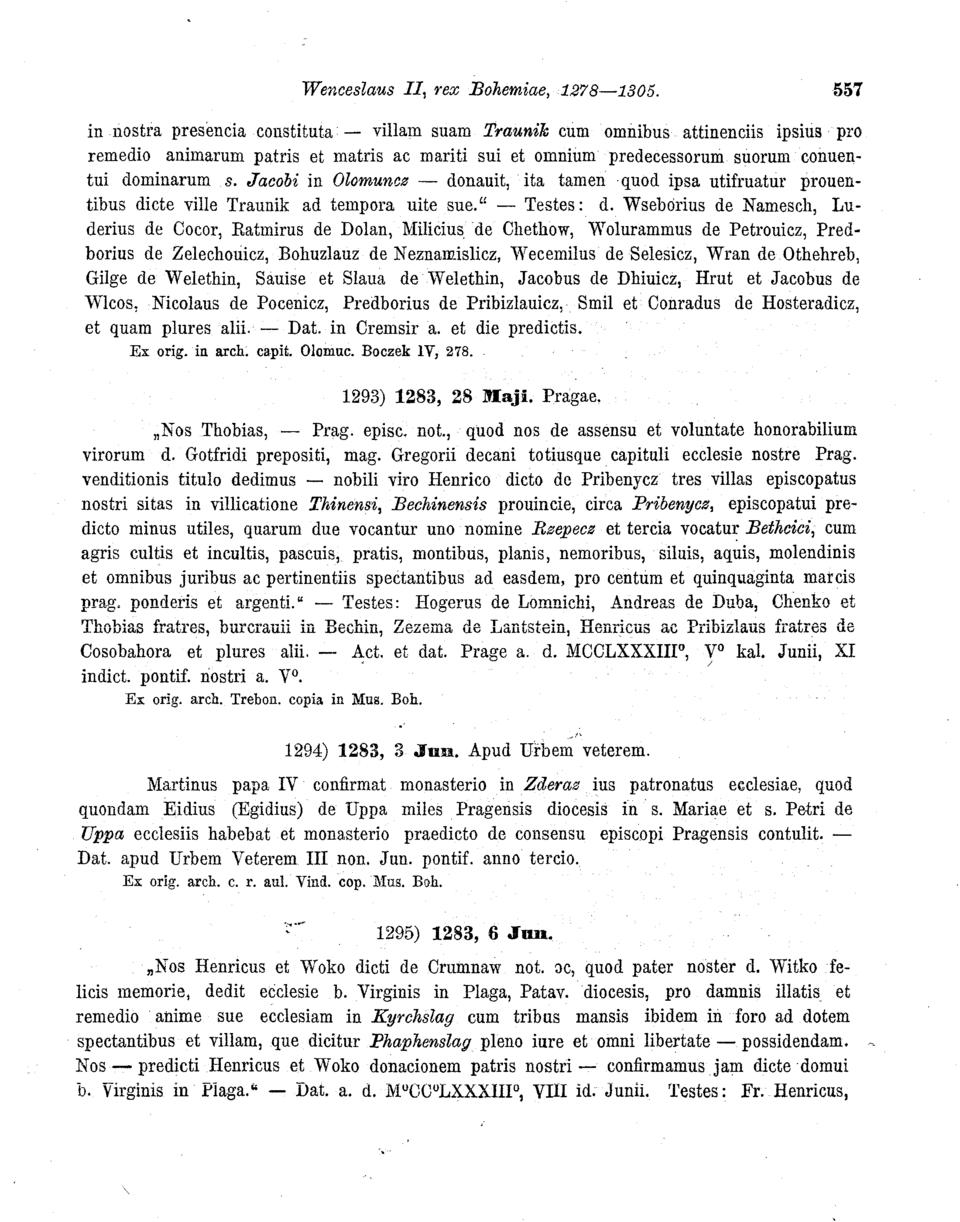 Wenceslaus II, rex Bohemiae, 1278—1305. 557
in nostra presencia constituta — villam suam Traunik cum omnibus attinenciis ipsius pro
remedio animarum patris et matris ac mariti sui et omnium predecessorum suorum conuen-
tui dominarum s. Jacobi in Olomuncz — donauit, ita tamen quod ipsa utifruatur prouen-
tibus dicte ville Traunik ad tempora uite sue.“ — Testes: d. Wseborius de Namesch, Lu-
derius de Cocor, Ratmirus de Dolan, Milicius de Chethow, Wolurammus de Petrouicz, Pred-
borius de Zelechouicz, Bohuzlauz de Neznamislicz, Wecemilus de Selesicz, Wran de Othehreb,
Gilge de Welethin, Sauise et Slaua de Welethin, Jacobus de Dhiuicz, Hrut et Jacobus de
Wlcos, Nicolaus de Pocenicz, Predborius de Pribizlauicz, Smil et Conradus de Hosteradicz,
et quam plures alii. — Dat. in Cremsir a. et die predictis.
Ex orig. in arch. capit. Olomuc. Boczek IV, 278.
1293) 1283, 28 Maji. Pragae.
„Nos Thobias, — Prag. episc. not., quod nos de assensu et voluntate honorabilium
virorum d. Gotfridi prepositi, mag. Gregorii decani totiusque capituli ecclesie nostre Prag.
venditionis titulo dedimus — nobili viro Henrico dicto de Pribenycz tres villas episcopatus
nostri sitas in villicatione Thinensi, Bechinensis prouincie, circa Pribenycz, episcopatui pre-
dicto minus utiles, quarum due vocantur uno nomine Rzepecz et tercia vocatur Bethcici, cum
agris cultis et incultis, pascuis, pratis, montibus, planis, nemoribus, siluis, aquis, molendinis
et omnibus juribus ac pertinentiis spectantibus ad easdem, pro centum et quinquaginta marcis
prag. ponderis et argenti.“ — Testes: Hogerus de Lomnichi, Andreas de Duba, Chenko et
Thobias fratres, burcrauii in Bechin, Zezema de Lantstein, Henricus ac Pribizlaus fratres de
Cosobahora et plures alii. — Act. et dat. Prage a. d. MCCLXXXIII⁰, V⁰ kal. Junii, XI
indict. pontif. nostri a. V⁰.
Ex orig. arch. Trebon. copia in Mus. Boh.
1294) 1283, 3 Jun. Apud Urbem veterem.
Martinus papa IV confirmat monasterio in Zderaz ius patronatus ecclesiae, quod
quondam Eidius (Egidius) de Uppa miles Pragensis diocesis in s. Mariae et s. Petri de
Uppa ecclesiis habebat et monasterio praedicto de consensu episcopi Pragensis contulit. —
Dat. apud Urbem Veterem III non. Jun. pontif. anno tercio.
Ex orig. arch. c. r. aul. Vind. cop. Mus. Boh.
1295) 1283, 6 Jun.
„Nos Henricus et Woko dicti de Crumnaw not. ɔc, quod pater noster d. Witko fe-
licis memorie, dedit ecclesie b. Virginis in Plaga, Patav. diocesis, pro damnis illatis et
remedio anime sue ecclesiam in Kyrchslag cum tribus mansis ibidem in foro ad dotem
spectantibus et villam, que dicitur Phaphenslag pleno iure et omni libertate — possidendam.
Nos — predicti Henricus et Woko donacionem patris nostri — confirmamus jam dicte domui
b. Virginis in Plaga.“ — Dat. a. d. M⁰CC⁰LXXXIII⁰, VIII id. Junii. Testes: Fr. Henricus,